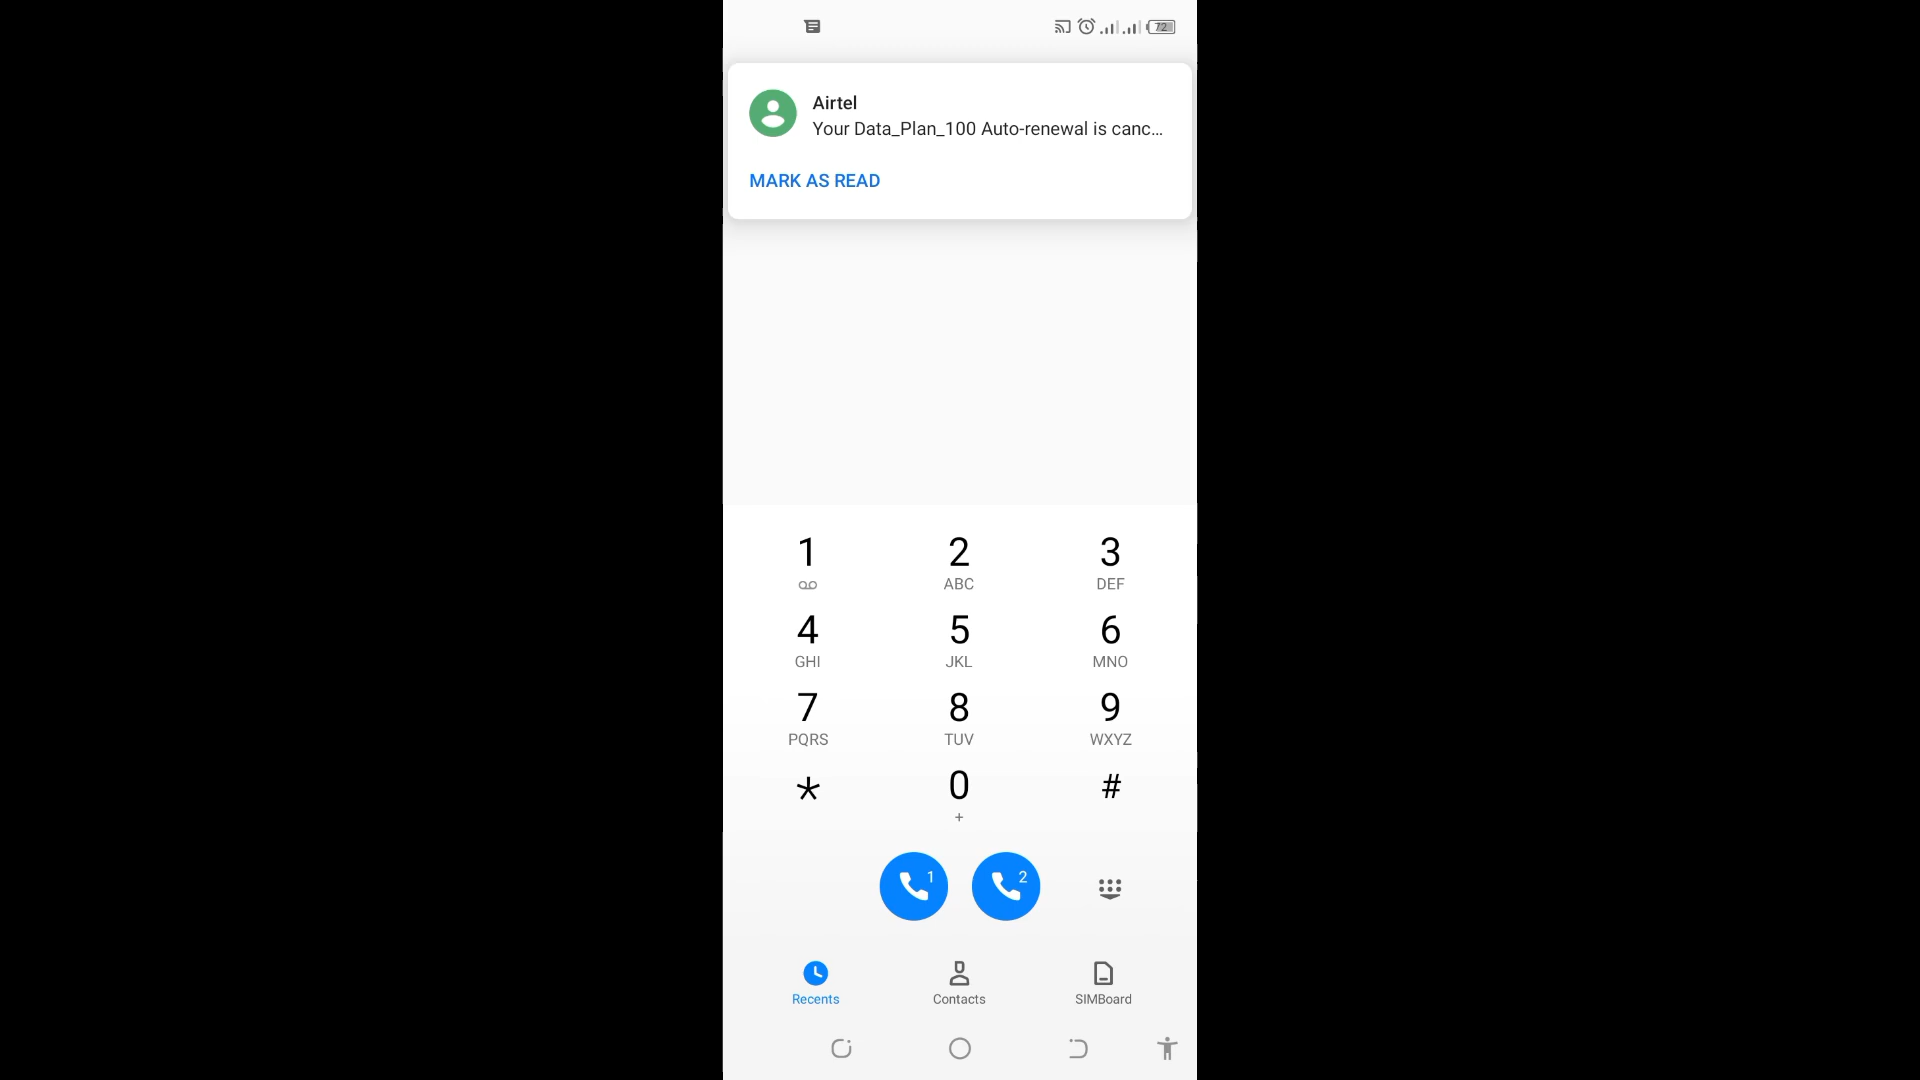 72
Airtel
Your Data_Plan_100 Auto-renewal is canc...
MARK AS READ
1 2 3
ABC DEF
4 5 6
GHI JKL MNO
7 8 9
PQRS TUV WXYZ
* 0 #
+
1 2
Recents Contacts SIMBoard